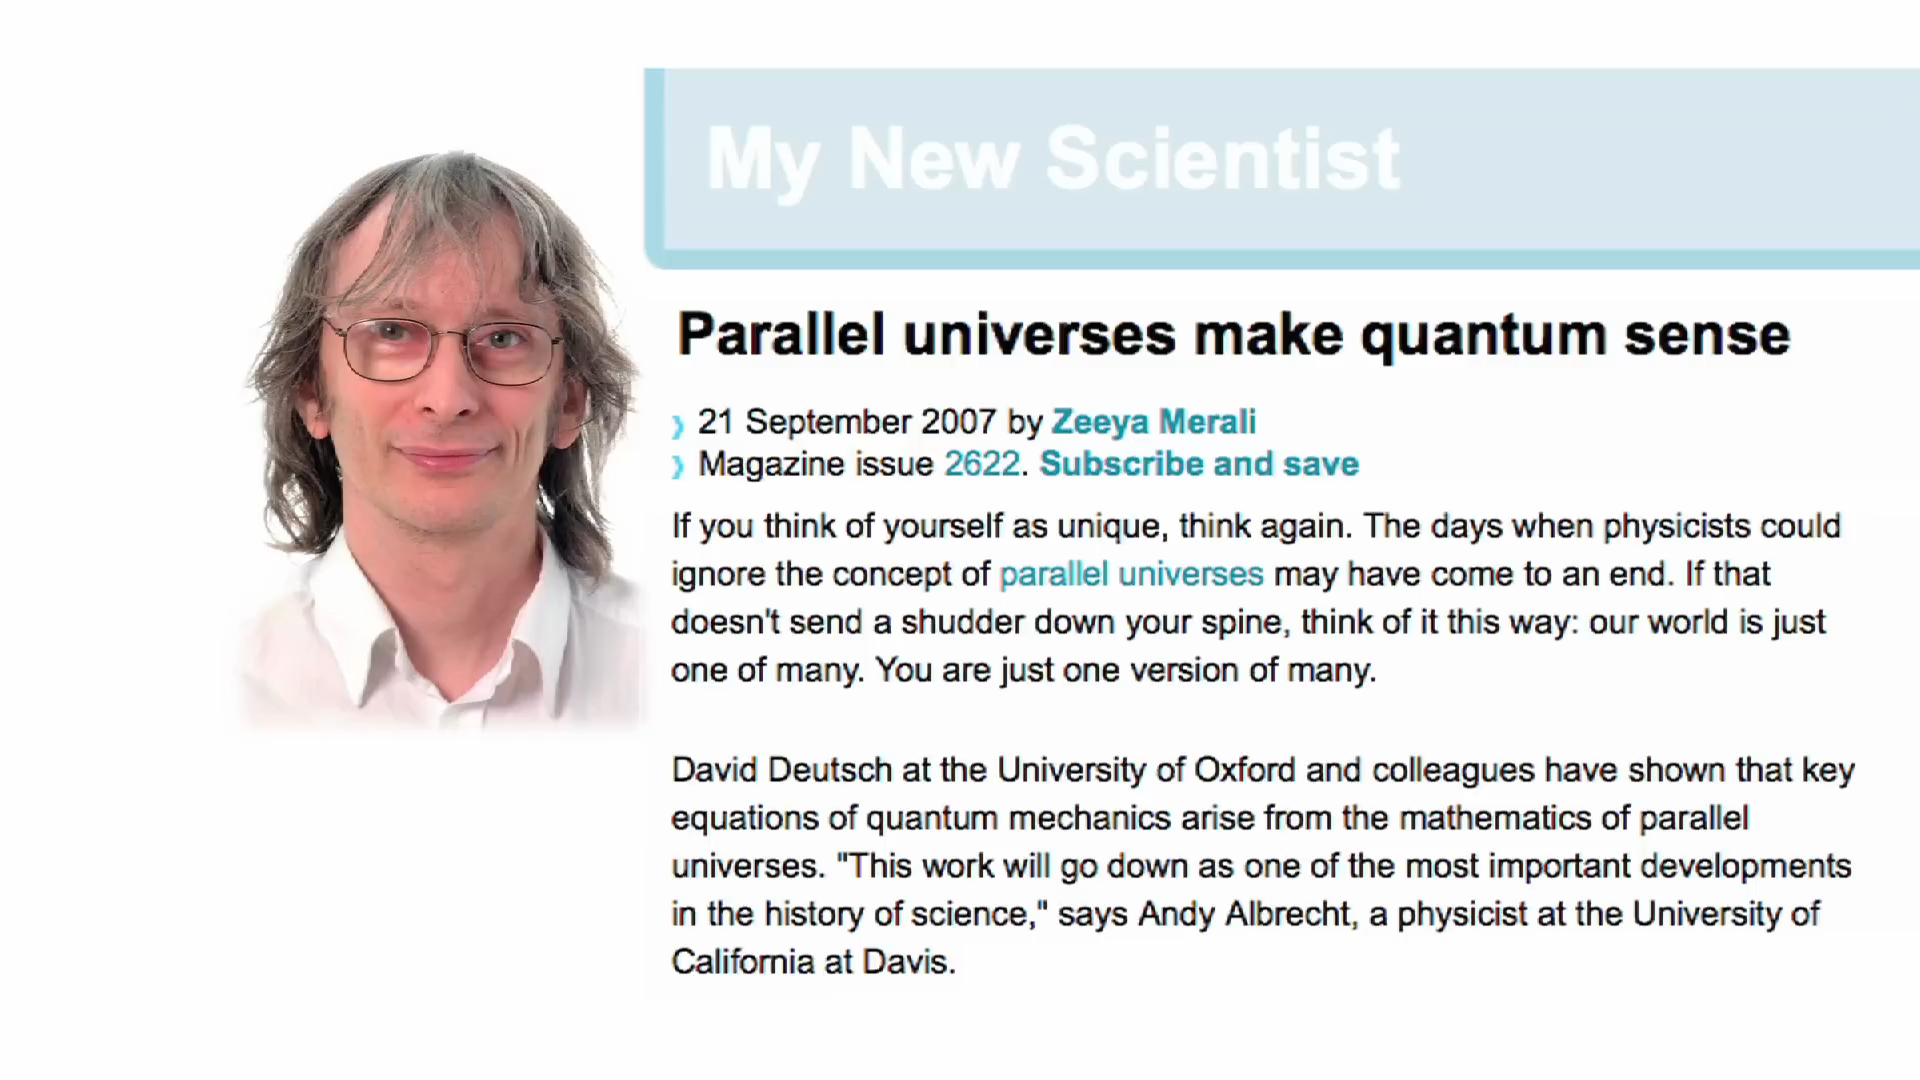 My New Scientist
Parallel universes make quantum sense
21 September 2007 by Zeeya Merali
Magazine issue 2622. Subscribe and save
If you think of yourself as unique, think again. The days when physicists could
ignore the concept of parallel universes may have come to an end. If that
doesn't send a shudder down your spine, think of it this way: our world is just
one of many. You are just one version of many.
David Deutsch at the University of Oxford and colleagues have shown that key
equations of quantum mechanics arise from the mathematics of parallel
universes. "This work will go down as one of the most important developments
in the history of science," says Andy Albrecht, a physicist at the University of
California at Davis.